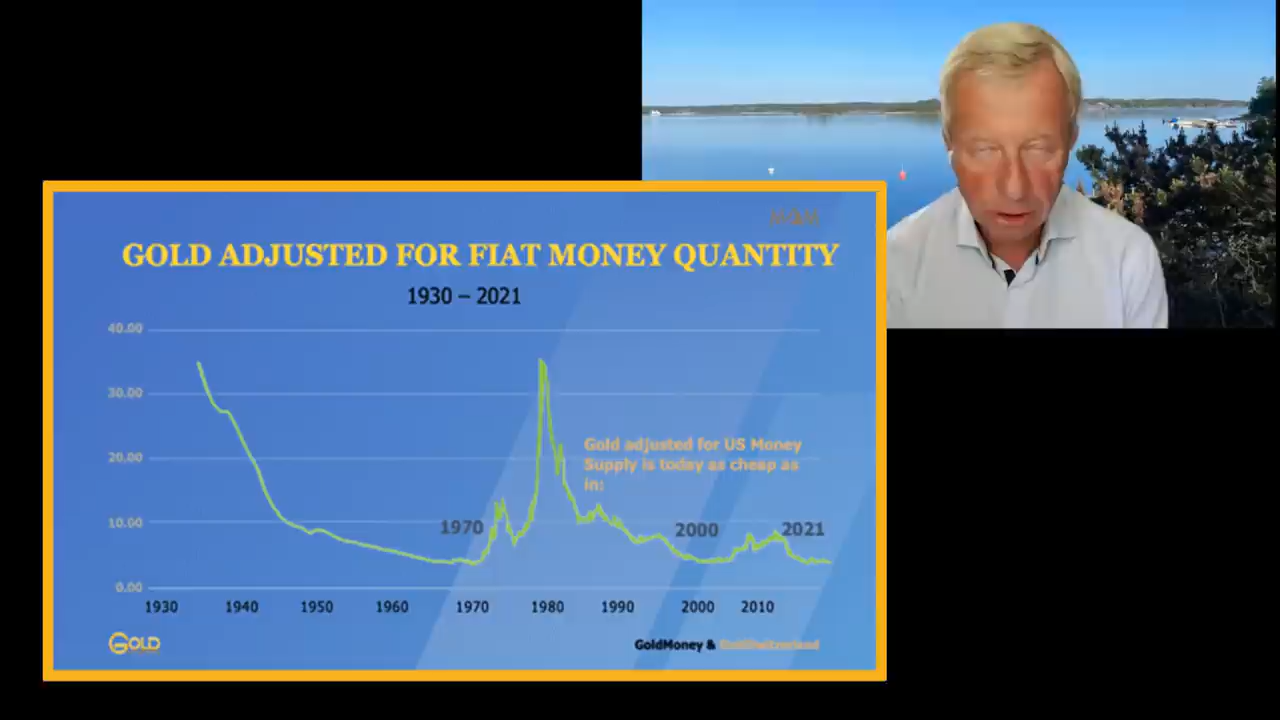 MAM
GOLD ADJUSTED FOR FIAT MONEY QUANTITY
1930 – 2021
40.00
30.00
20.00
10.00
0.00
Gold adjusted for US Money
Supply is today as cheap as
in:
1970
2000
2021
1930 1940 1950 1960 1970 1980 1990 2000 2010
GOLD
GoldMoney & GoldSwitzerland